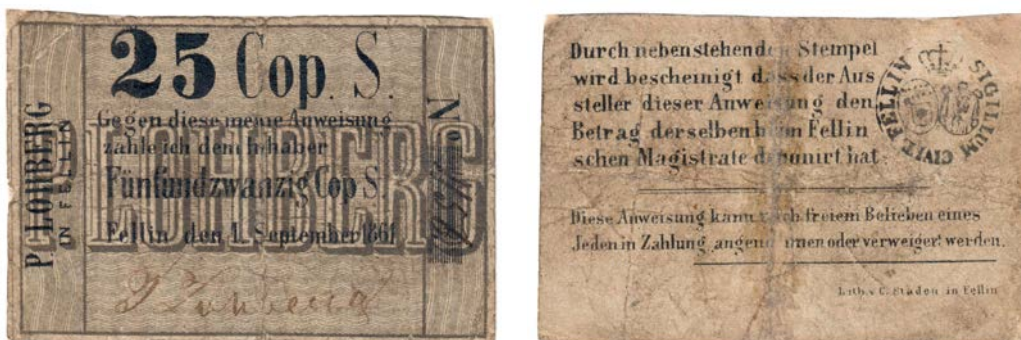 25 Cop. S.
Gegen diese meine Anweisung
zahle ich dem Inhaber
Fünfundzwanzig Cop S.
Fellin den 1. September 1861
P. LOHBERG
IN FELLIN
LOHBERG
No
Durch nebenstehenden Stempel
wird bescheinigt dass der Aus
steller dieser Anweisung den
Betrag derselben beim Fellin
schen Magistrate deponirt hat
SIGILLUM CIVIT FELLIN
Diese Anweisung kann nach freiem Belieben eines
Jeden in Zahlung angenommen oder verweigert werden.
Lith. v. C. Staden in Fellin